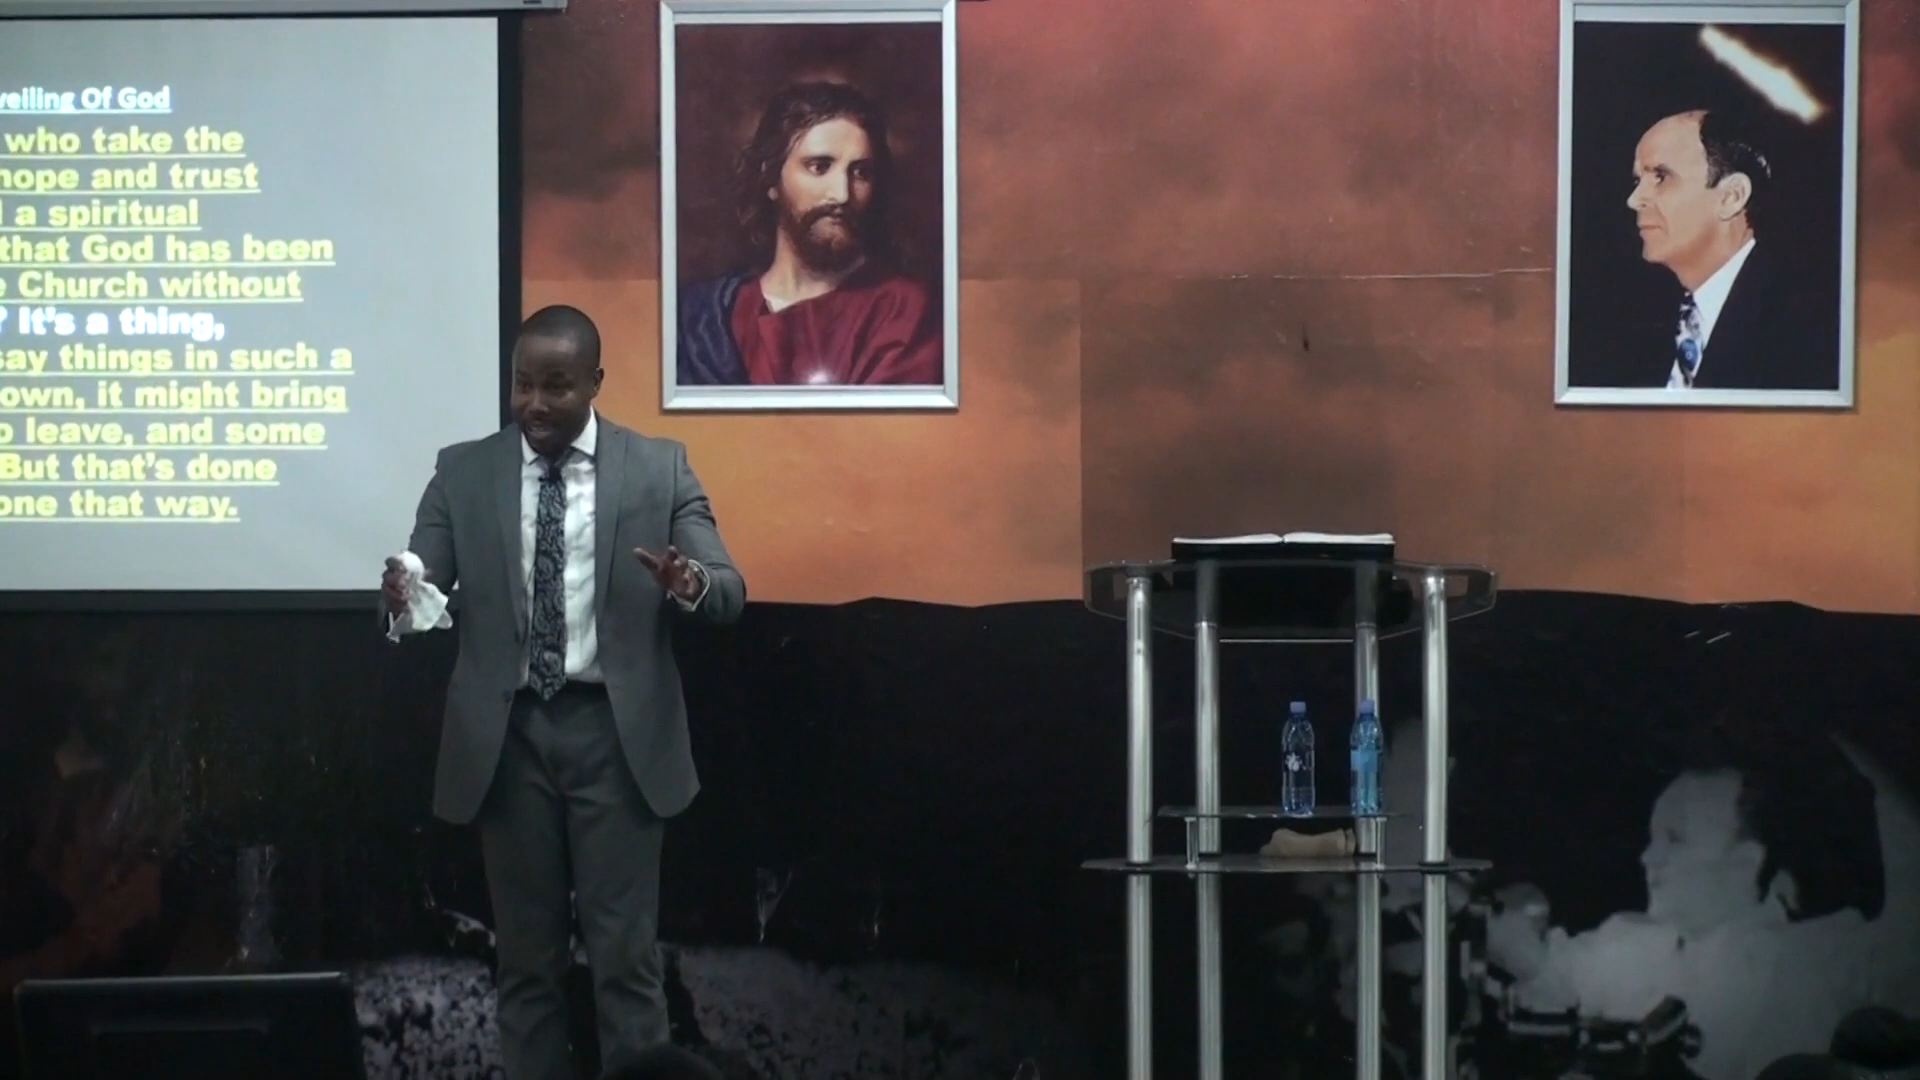 veiling Of God
who take the
hope and trust
a spiritual
that God has been
Church without
? It's a thing,
say things in such a
own, it might bring
o leave, and some
But that's done
one that way.